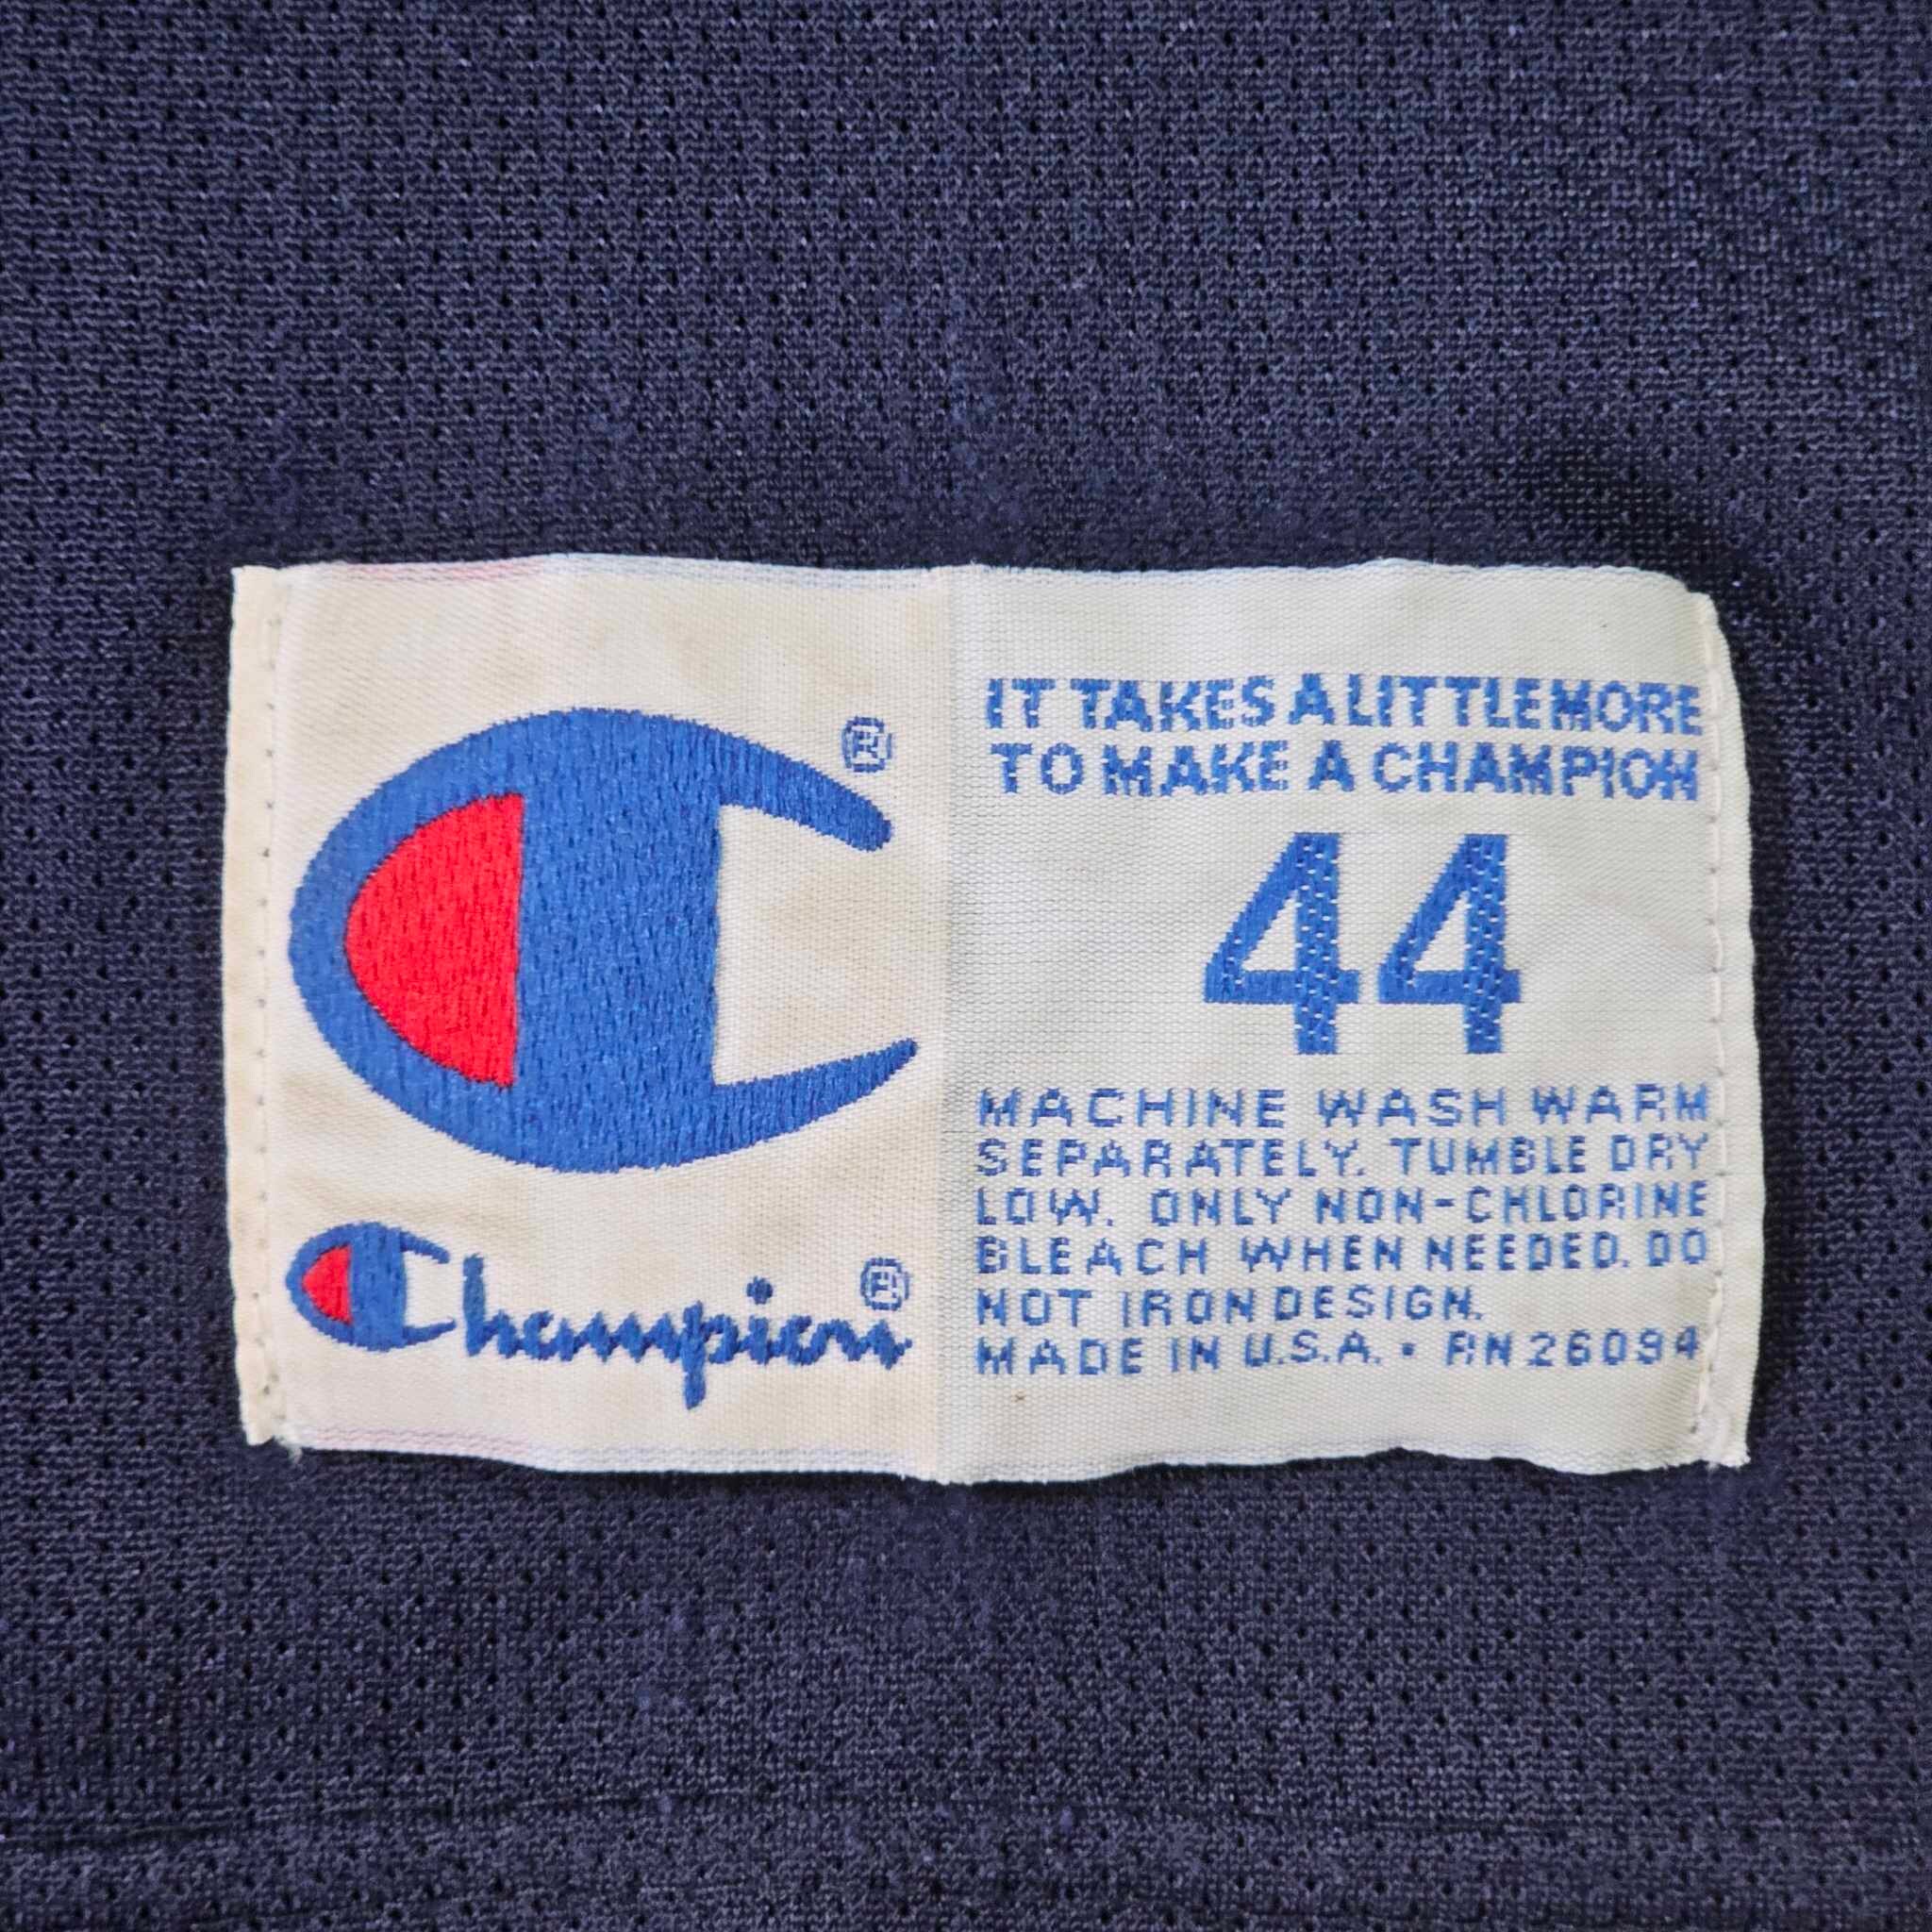 ®
Champion®
IT TAKES A LITTLE MORE
TO MAKE A CHAMPION
44
MACHINE WASH WARM
SEPARATELY. TUMBLE DRY
LOW. ONLY NON-CHLORINE
BLEACH WHEN NEEDED. DO
NOT IRON DESIGN.
MADE IN U.S.A. • RN 26094